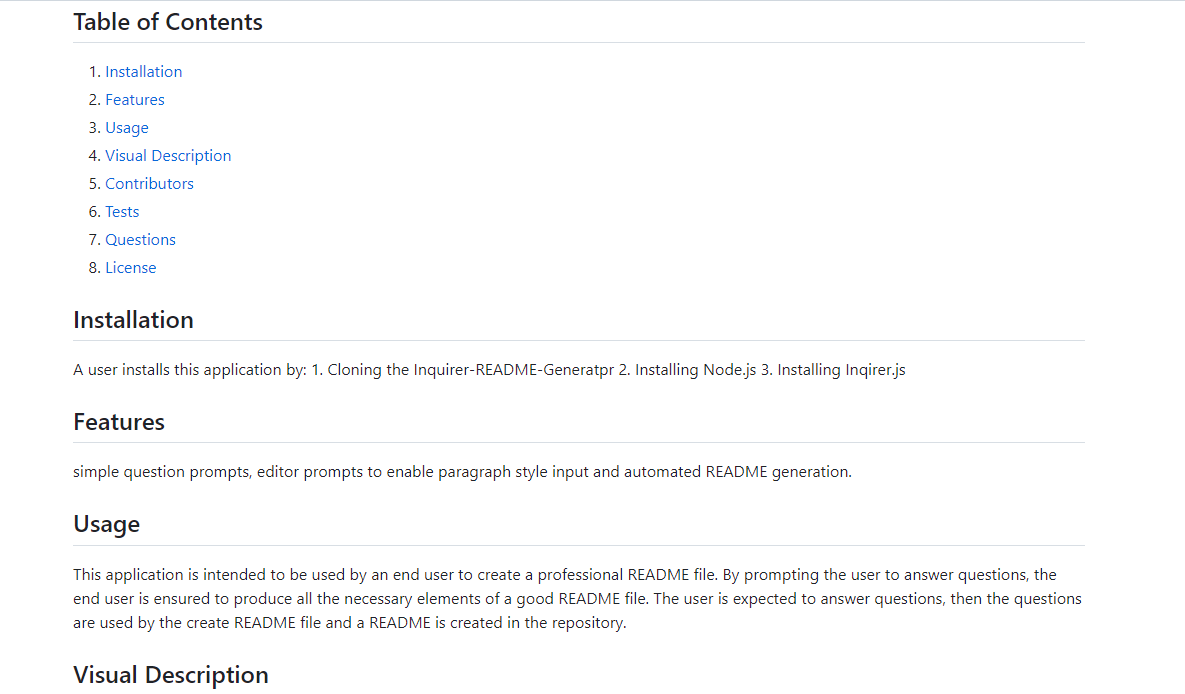 Table of Contents
1. Installation
2. Features
3. Usage
4. Visual Description
5. Contributors
6. Tests
7. Questions
8. License
Installation
A user installs this application by: 1. Cloning the Inquirer-README-Generatpr 2. Installing Node.js 3. Installing Inqirer.js
Features
simple question prompts, editor prompts to enable paragraph style input and automated README generation.
Usage
This application is intended to be used by an end user to create a professional README file. By prompting the user to answer questions, the
end user is ensured to produce all the necessary elements of a good README file. The user is expected to answer questions, then the questions
are used by the create README file and a README is created in the repository.
Visual Description